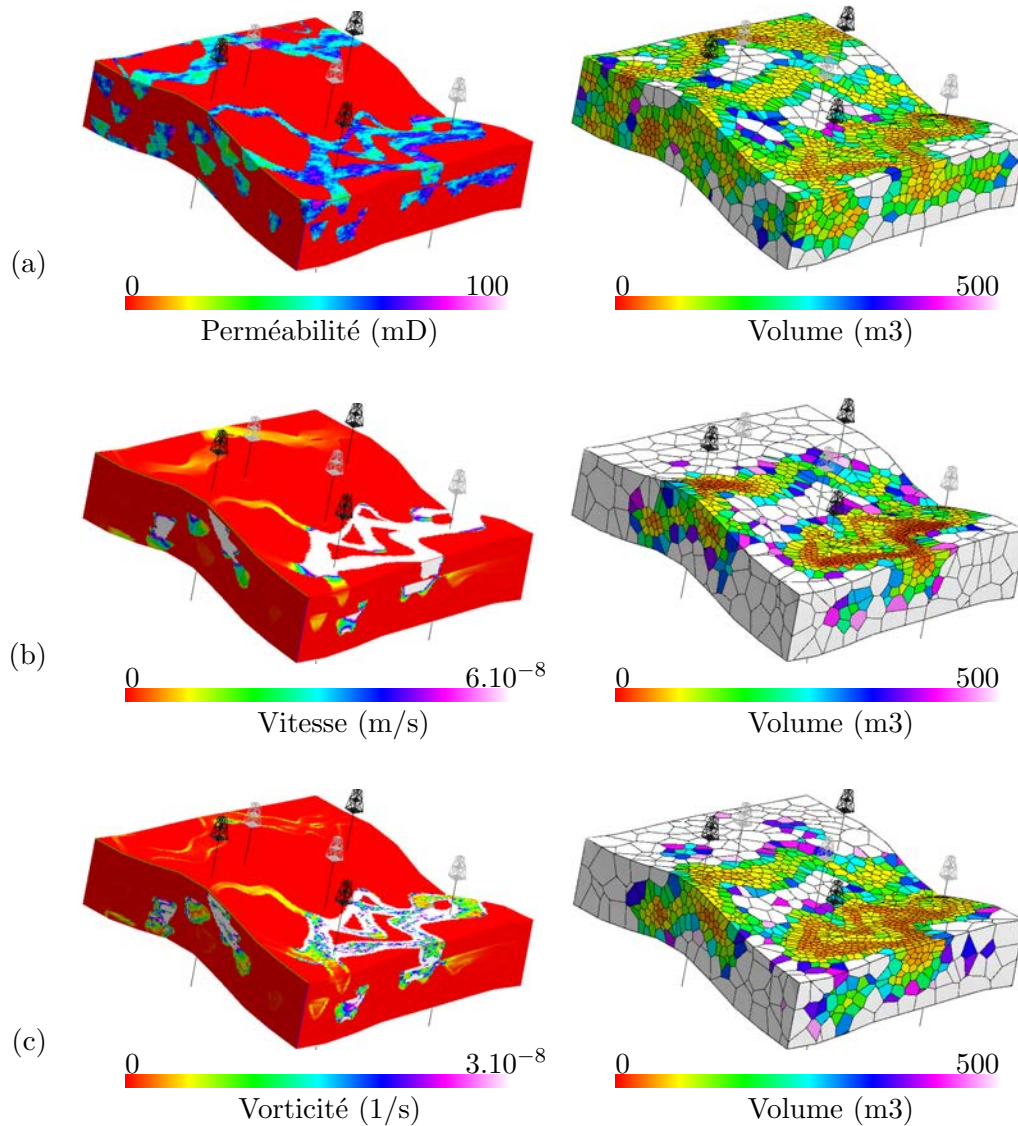 (a)
0 100
Perméabilité (mD)
0 500
Volume (m3)
(b)
0 6.10−8
Vitesse (m/s)
0 500
Volume (m3)
(c)
0 3.10−8
Vorticité (1/s)
0 500
Volume (m3)